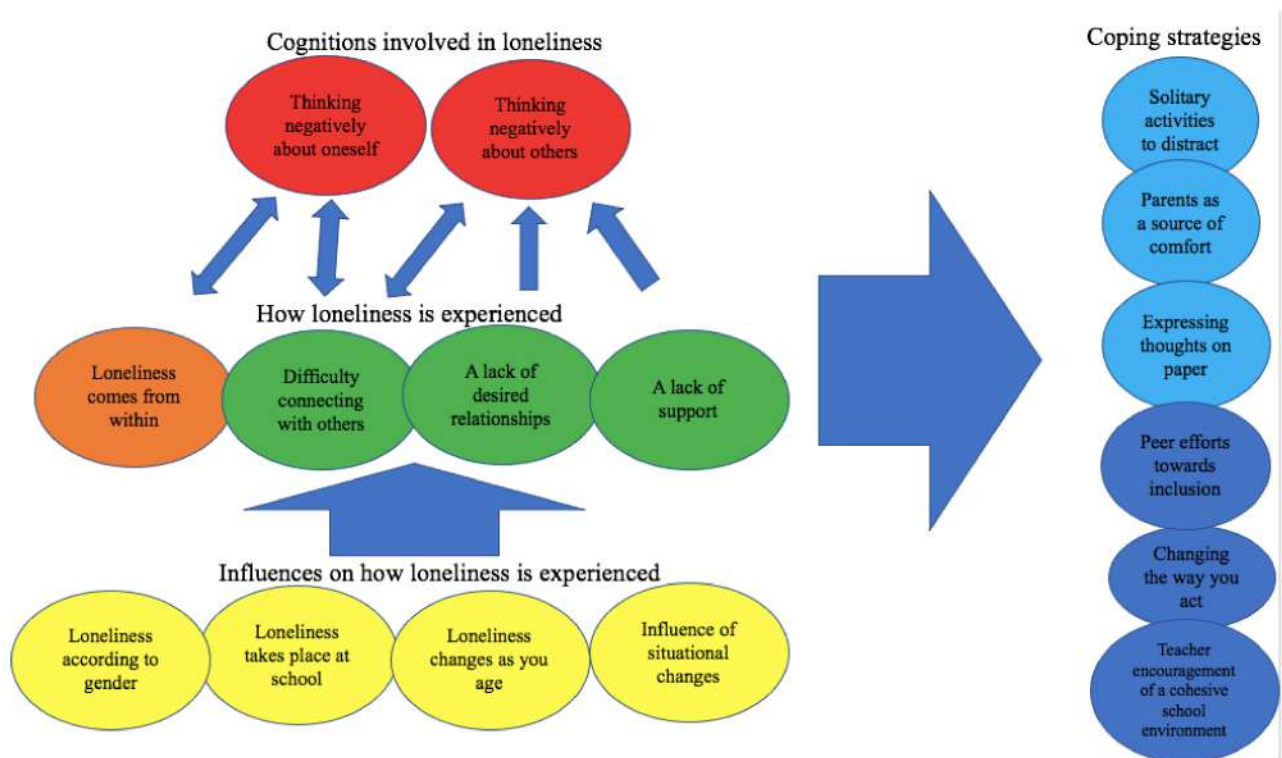 Cognitions involved in loneliness
Thinking
negatively
about oneself
Thinking
negatively
about others
How loneliness is experienced
Loneliness
comes from
within
Difficulty
connecting
with others
A lack of
desired
relationships
A lack of
support
Influences on how loneliness is experienced
Loneliness
according to
gender
Loneliness
takes place at
school
Loneliness
changes as you
age
Influence of
situational
changes
Coping strategies
Solitary
activities
to distract
Parents as
a source of
comfort
Expressing
thoughts on
paper
Peer efforts
towards
inclusion
Changing
the way you
act
Teacher
encouragement
of a cohesive
school
environment